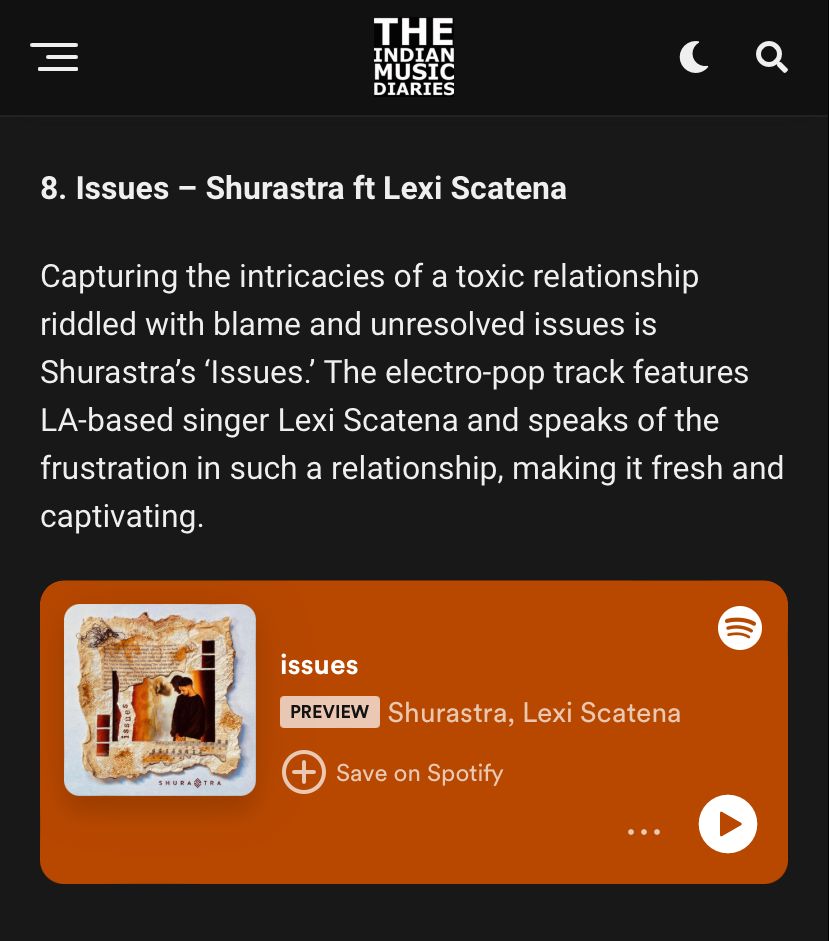 THE
INDIAN
MUSIC
DIARIES
8. Issues – Shurastra ft Lexi Scatena
Capturing the intricacies of a toxic relationship
riddled with blame and unresolved issues is
Shurastra’s ‘Issues.’ The electro-pop track features
LA-based singer Lexi Scatena and speaks of the
frustration in such a relationship, making it fresh and
captivating.
issues
SHURASTRA
issues
PREVIEW Shurastra, Lexi Scatena
Save on Spotify